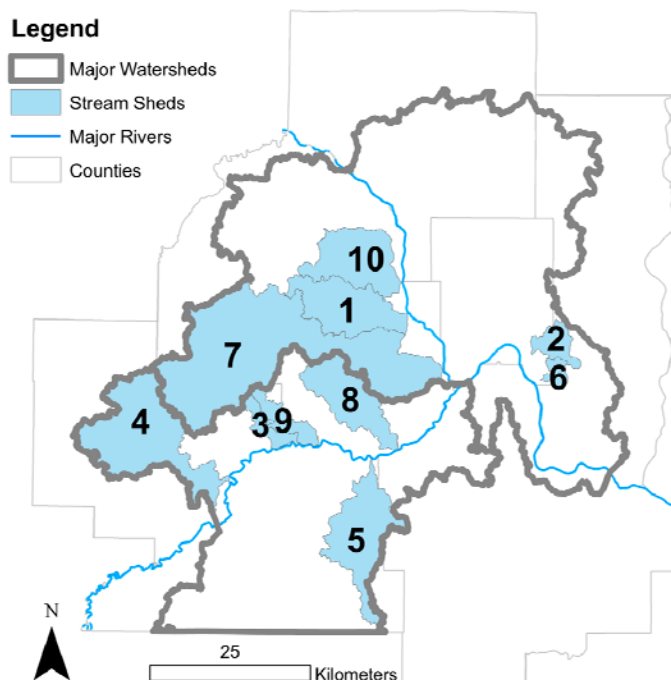 Legend
Major Watersheds
Stream Sheds
Major Rivers
Counties
10
1
2
7
6
8
4
3 9
5
N
25
Kilometers